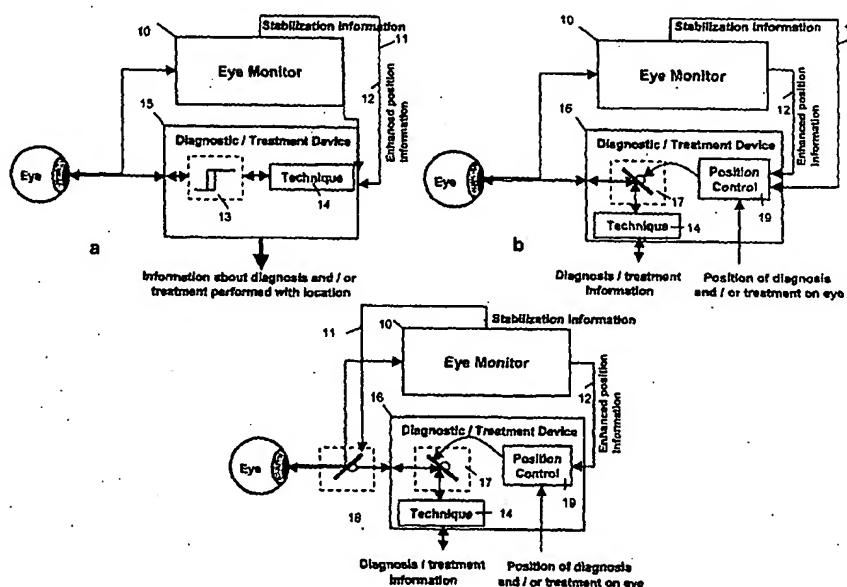 10
Stabilization Information
11
Eye Monitor
12
Enhanced position
Information
15
Diagnostic / Treatment Device
Eye
Technique
13
14
a
Information about diagnosis and / or
treatment performed with location
10
Stabilization Information
Eye Monitor
12
Enhanced position
Information
16
Diagnostic / Treatment Device
Eye
Position
Control
17
19
Technique
14
b
Diagnosis / treatment
Information
Position of diagnosis
and / or treatment on eye
11
10
Stabilization Information
Eye Monitor
12
Enhanced position
Information
16
Diagnostic / Treatment Device
Eye
Position
Control
17
19
18
Technique
14
Diagnosis / treatment
Information
Position of diagnosis
and / or treatment on eye